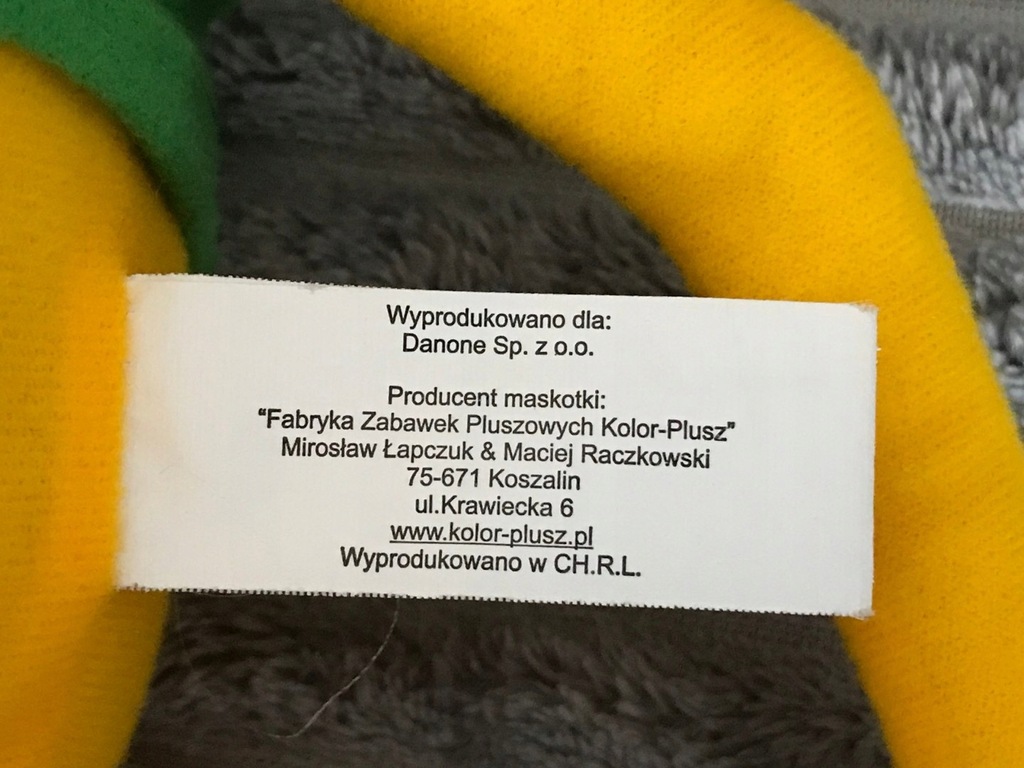 Wyprodukowano dla:
Danone Sp. z o.o.
Producent maskotki:
"Fabryka Zabawek Pluszowych Kolor-Plusz"
Mirosław Łapczuk & Maciej Raczkowski
75-671 Koszalin
ul.Krawiecka 6
www.kolor-plusz.pl
Wyprodukowano w CH.R.L.